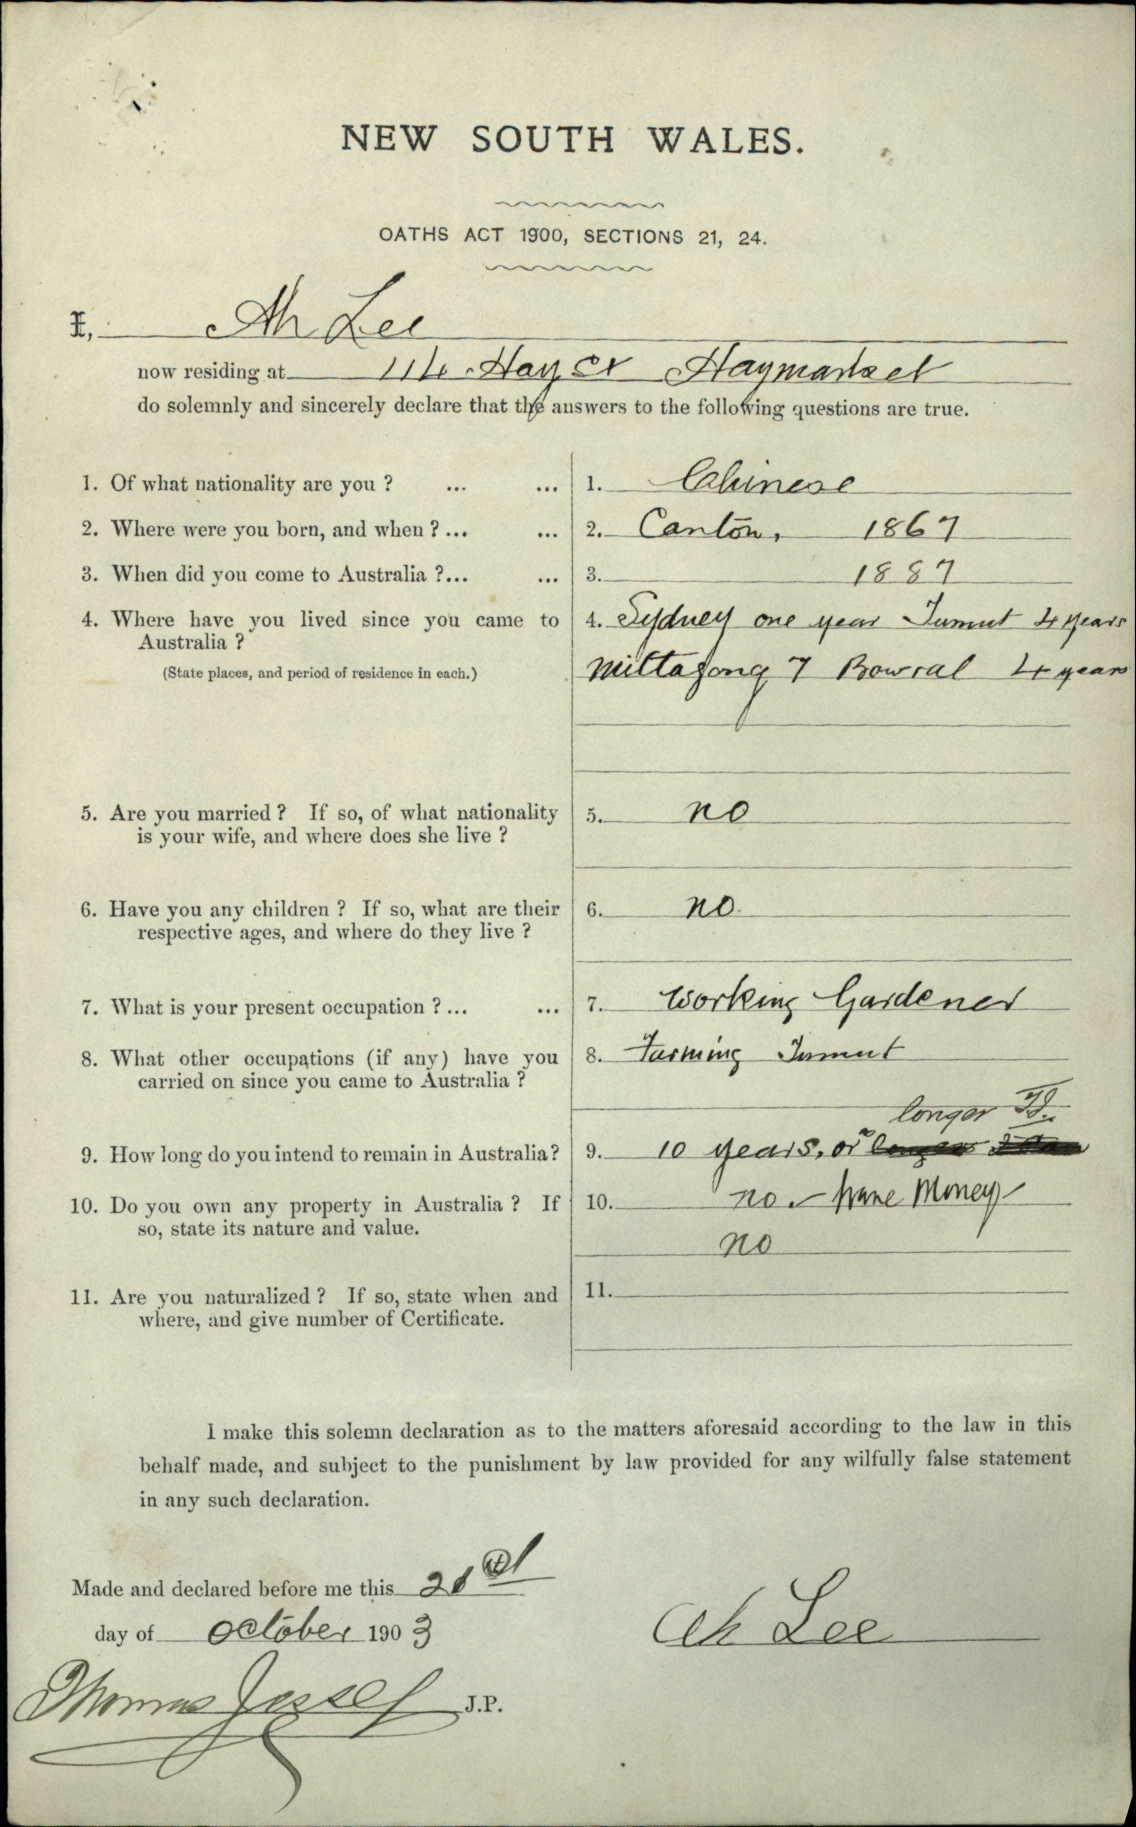 NEW SOUTH WALES.
OATHS ACT 1900, SECTIONS 21, 24.
I, Ah Lee
now residing at 114 Hay St Haymarket
do solemnly and sincerely declare that the answers to the following questions are true.
1. Of what nationality are you ? ... ... 1. Chinese
2. Where were you born, and when ? ... ... 2. Canton, 1867
3. When did you come to Australia ?... ... 3. 1887
4. Where have you lived since you came to 4. Sydney one year Tumut 4 years
Australia ?
(State places, and period of residence in each.) Mittagong 7 Bowral 4 years
5. Are you married ? If so, of what nationality 5. no
is your wife, and where does she live ?
6. Have you any children ? If so, what are their 6. no
respective ages, and where do they live ?
7. What is your present occupation ? ... ... 7. Working Gardener
8. What other occupations (if any) have you 8. Farming Tumut
carried on since you came to Australia ?
longer TJ.
9. How long do you intend to remain in Australia? 9. 10 years, or
10. Do you own any property in Australia ? If 10. no. Money
so, state its nature and value. no
11. Are you naturalized ? If so, state when and 11.
where, and give number of Certificate.
I make this solemn declaration as to the matters aforesaid according to the law in this
behalf made, and subject to the punishment by law provided for any wilfully false statement
in any such declaration.
Made and declared before me this 21st
day of October 1903 Ah Lee
Thomas Jessep J.P.